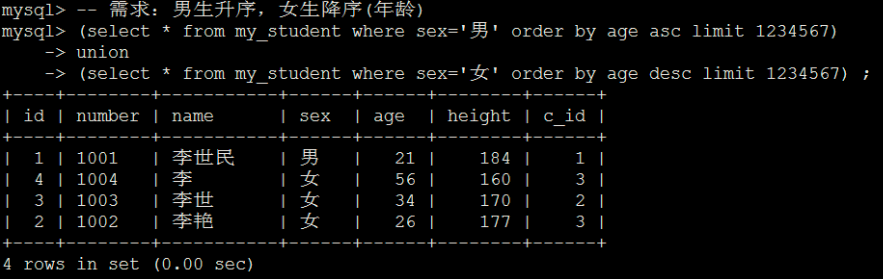 mysql> -- 需求：男生升序，女生降序(年龄)
mysql> (select * from my_student where sex='男' order by age asc limit 1234567)
    -> union
    -> (select * from my_student where sex='女' order by age desc limit 1234567) ;
+----+--------+-----------+------+------+--------+------+
| id | number | name      | sex  | age  | height | c_id |
+----+--------+-----------+------+------+--------+------+
|  1 | 1001   | 李世民    | 男   |   21 |    184 |    1 |
|  4 | 1004   | 李        | 女   |   56 |    160 |    3 |
|  3 | 1003   | 李世      | 女   |   34 |    170 |    2 |
|  2 | 1002   | 李艳      | 女   |   26 |    177 |    3 |
+----+--------+-----------+------+------+--------+------+
4 rows in set (0.00 sec)